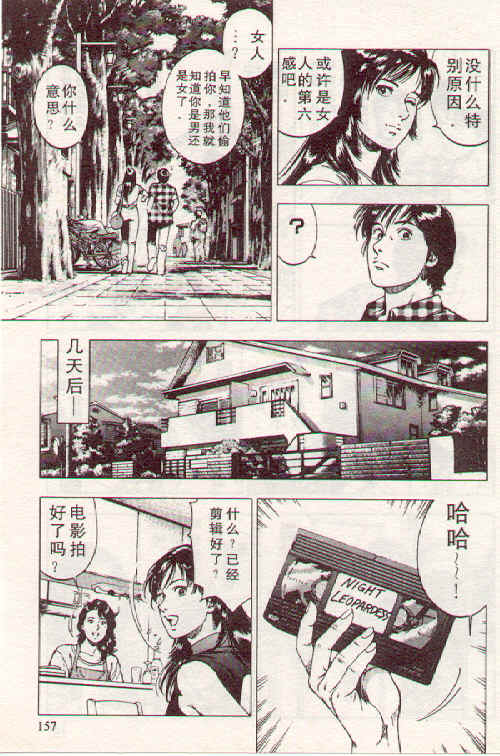 没什么特
别原因．
或许是女
人的第六
感吧．
？
女人
…？
早知道他们偷
拍你，那我就
知道你是男还
是女了．
你什么
意思？
几天后—
哈
哈~~！
NIGHT
LEOPARDESS
什么？已经
剪辑好了？
电影拍
好了吗？
157